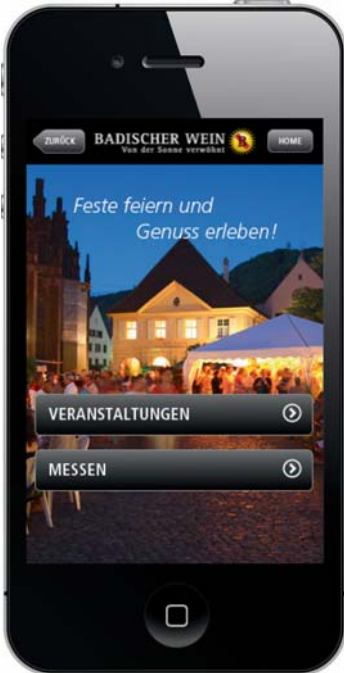 ZURÜCK
BADISCHER WEIN
Von der Sonne verwöhnt
HOME
Feste feiern und
Genuss erleben!
VERANSTALTUNGEN
MESSEN